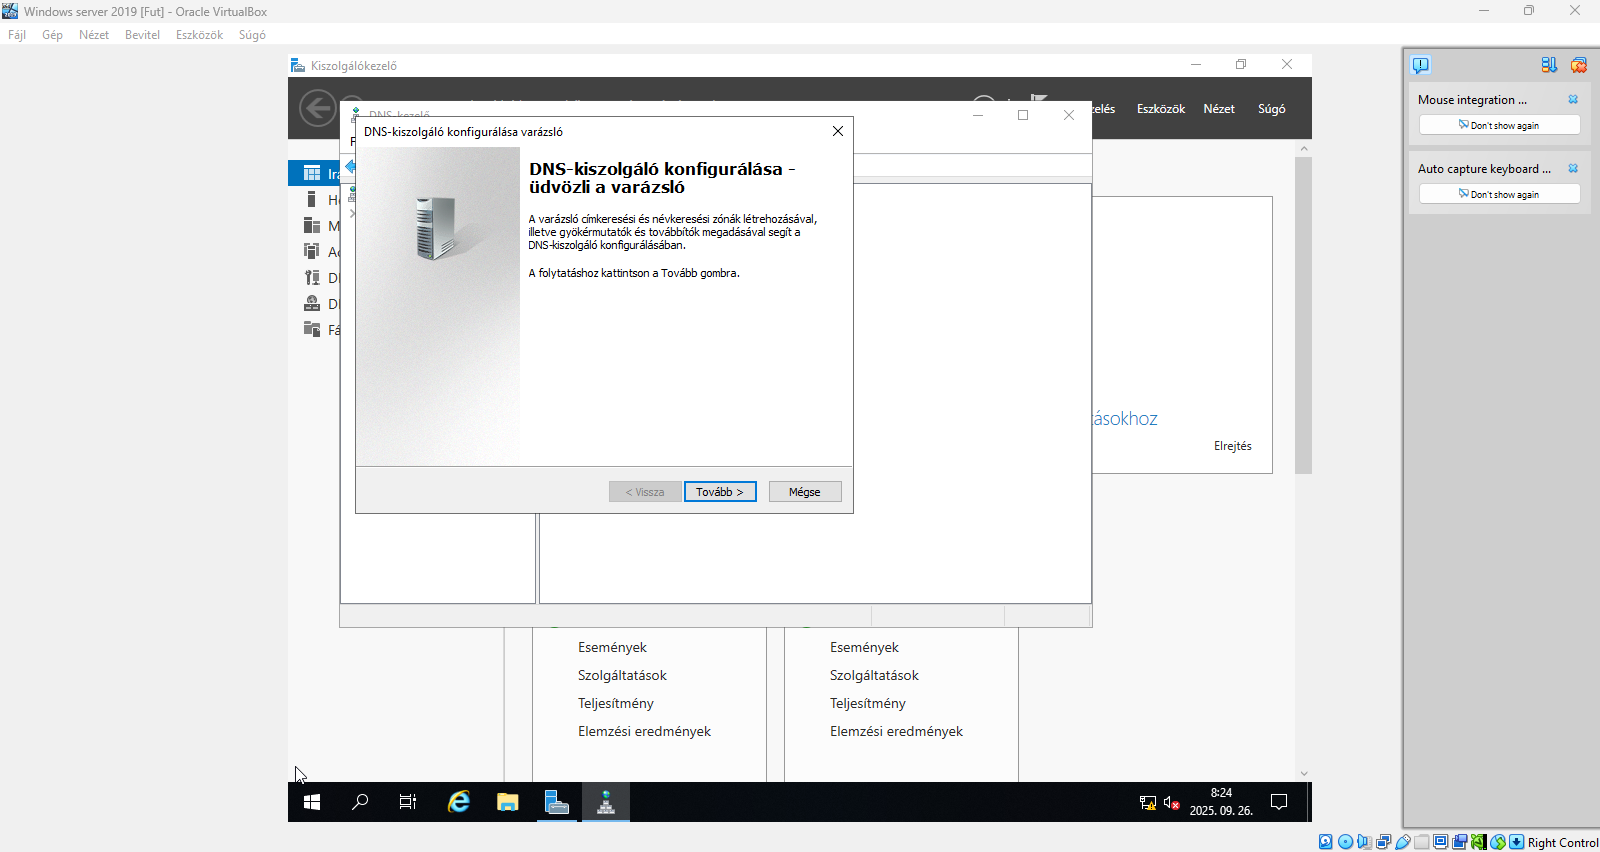 Windows server 2019 [Fut] - Oracle VirtualBox
Fájl Gép Nézet Bevitel Eszközök Súgó
Kiszolgálókezelő
Eszközök Nézet Súgó
DNS-kezelő
DNS-kiszolgáló konfigurálása varázsló
DNS-kiszolgáló konfigurálása -
üdvözli a varázsló
A varázsló címkeresési és névkeresési zónák létrehozásával,
illetve gyökérmutatók és továbbítók megadásával segít a
DNS-kiszolgáló konfigurálásában.
A folytatáshoz kattintson a Tovább gombra.
< Vissza Tovább > Mégse
Elrejtés
Események
Szolgáltatások
Teljesítmény
Elemzési eredmények
Események
Szolgáltatások
Teljesítmény
Elemzési eredmények
8:24
2025. 09. 26.
Mouse integration ...
Don't show again
Auto capture keyboard ...
Don't show again
Right Control